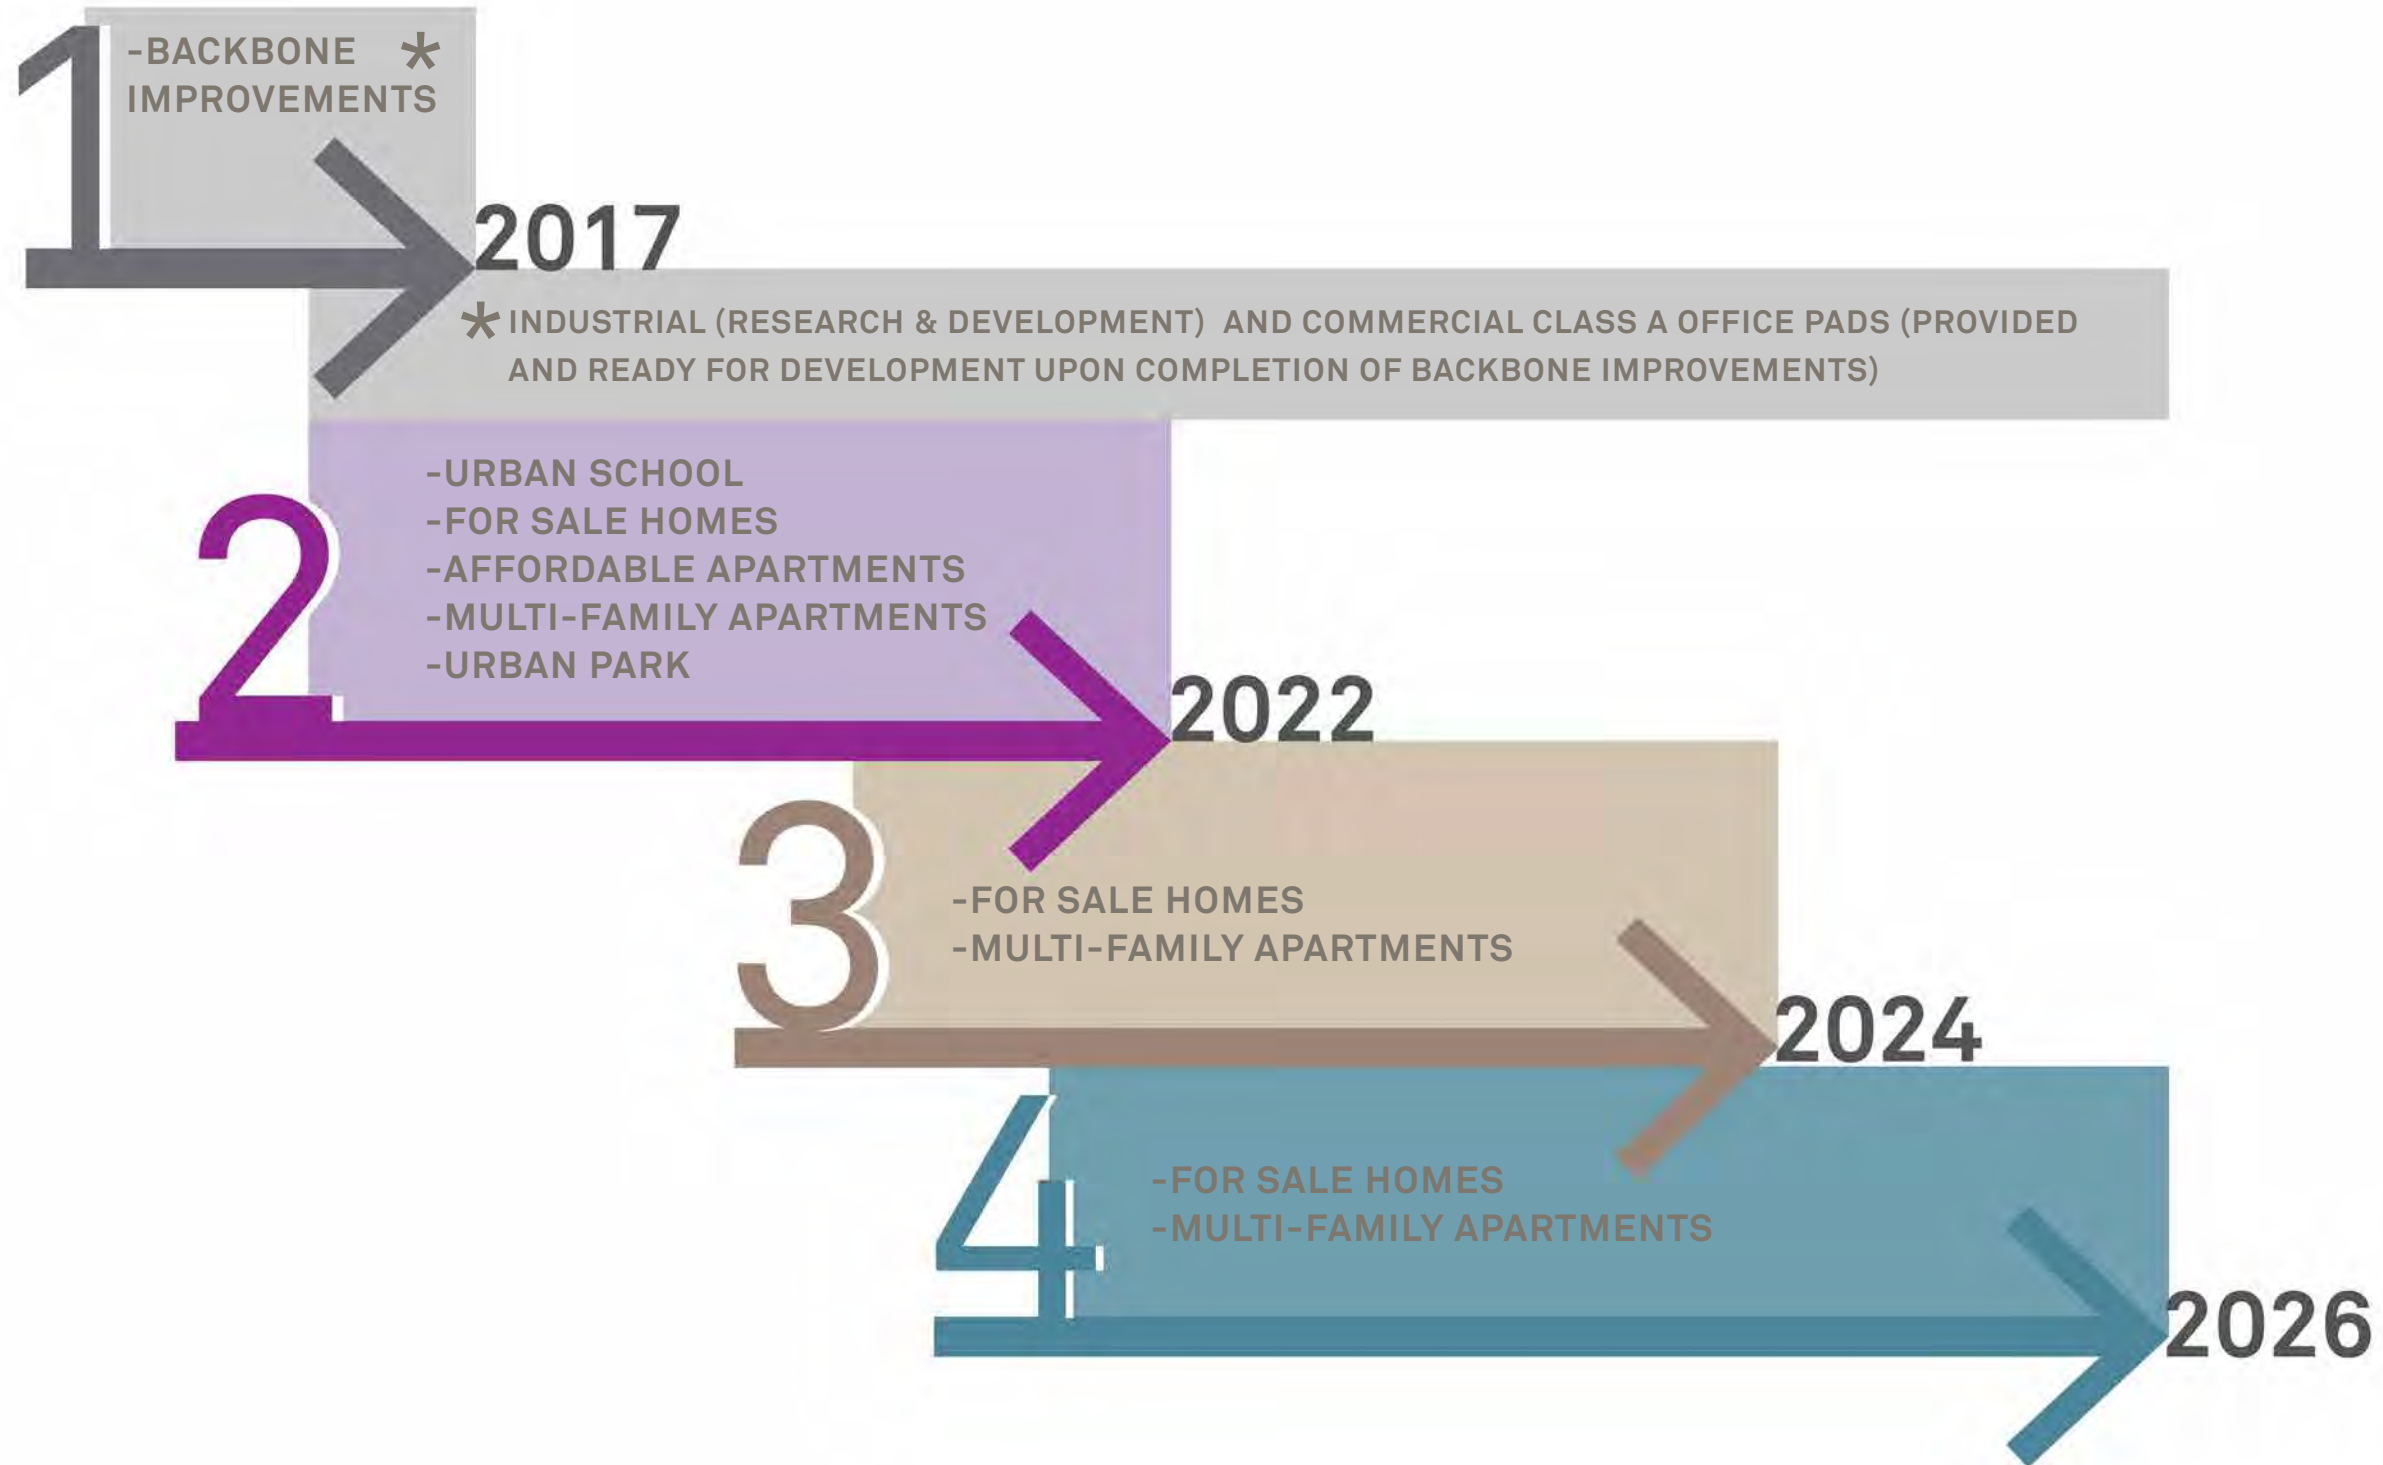 1
-BACKBONE *
IMPROVEMENTS
2017
* INDUSTRIAL (RESEARCH & DEVELOPMENT) AND COMMERCIAL CLASS A OFFICE PADS (PROVIDED
AND READY FOR DEVELOPMENT UPON COMPLETION OF BACKBONE IMPROVEMENTS)
2
-URBAN SCHOOL
-FOR SALE HOMES
-AFFORDABLE APARTMENTS
-MULTI-FAMILY APARTMENTS
-URBAN PARK
2022
3
-FOR SALE HOMES
-MULTI-FAMILY APARTMENTS
2024
4
-FOR SALE HOMES
-MULTI-FAMILY APARTMENTS
2026